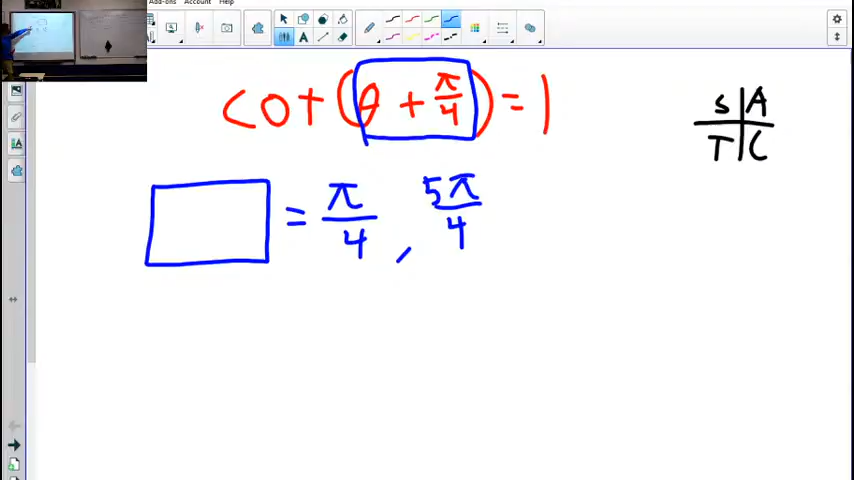 Add-ons Account Help
cot (θ + π/4) = 1
S A
T C
= π/4 , 5π/4